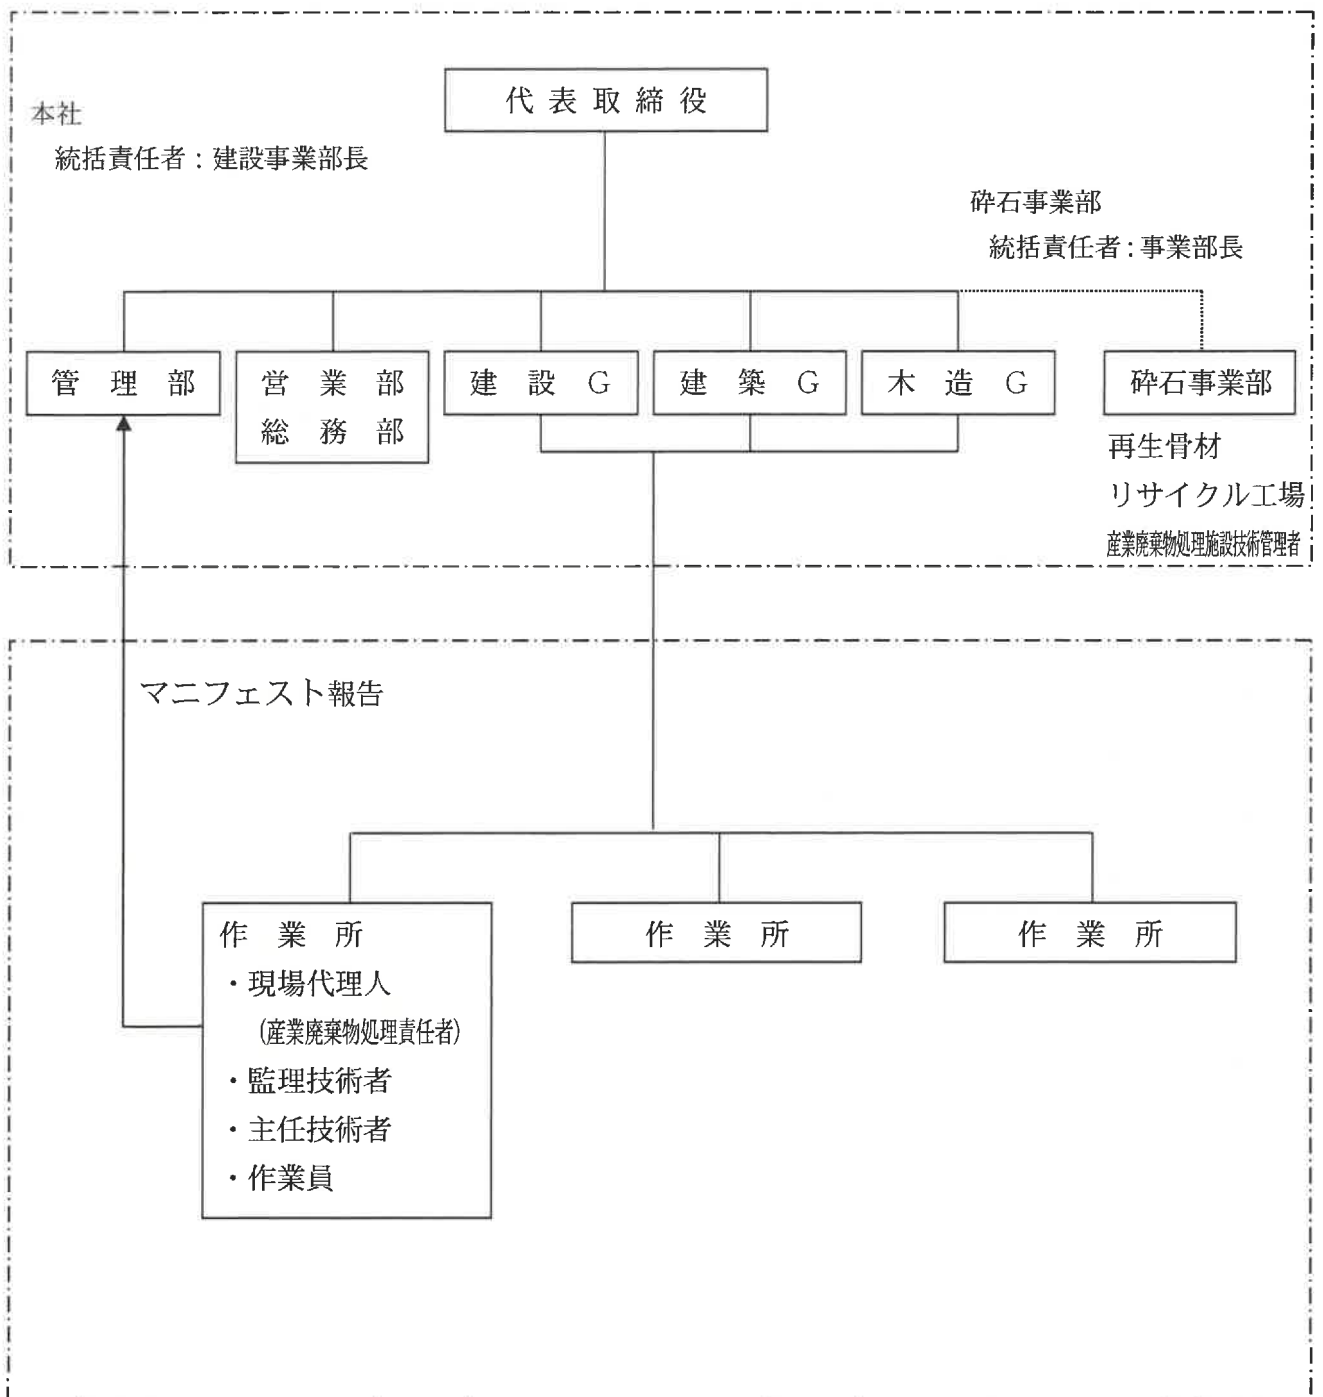 代表取締役
本社
統括責任者：建設事業部長
砕石事業部
統括責任者：事業部長
管理部
営業部
総務部
建設G
建築G
木造G
砕石事業部
再生骨材
リサイクル工場
産業廃棄物処理施設技術管理者
マニフェスト報告
作業所
・現場代理人
（産業廃棄物処理責任者）
・監理技術者
・主任技術者
・作業員
作業所
作業所